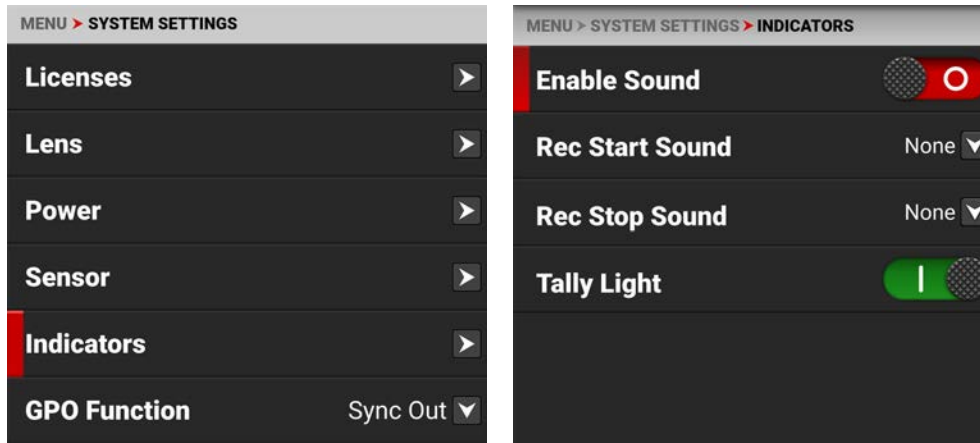 MENU > SYSTEM SETTINGS
Licenses
Lens
Power
Sensor
Indicators
GPO Function Sync Out
MENU > SYSTEM SETTINGS > INDICATORS
Enable Sound
Rec Start Sound None
Rec Stop Sound None
Tally Light